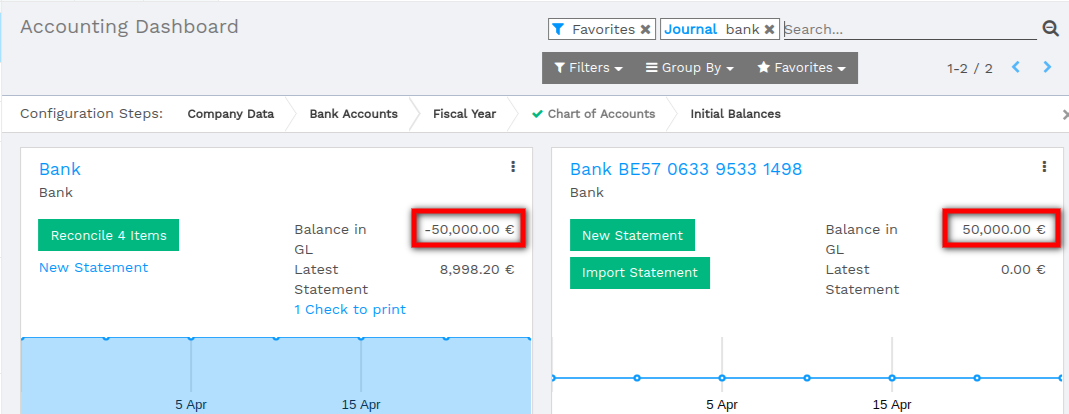 Accounting Dashboard
Favorites ✖ Journal bank ✖ Search...
Filters Group By Favorites 1-2 / 2
Configuration Steps: Company Data Bank Accounts Fiscal Year ✔ Chart of Accounts Initial Balances
Bank
Bank
Reconcile 4 Items
New Statement
Balance in GL -50,000.00 €
Latest Statement 8,998.20 €
1 Check to print
5 Apr 15 Apr
Bank BE57 0633 9533 1498
Bank
New Statement
Import Statement
Balance in GL 50,000.00 €
Latest Statement 0.00 €
5 Apr 15 Apr